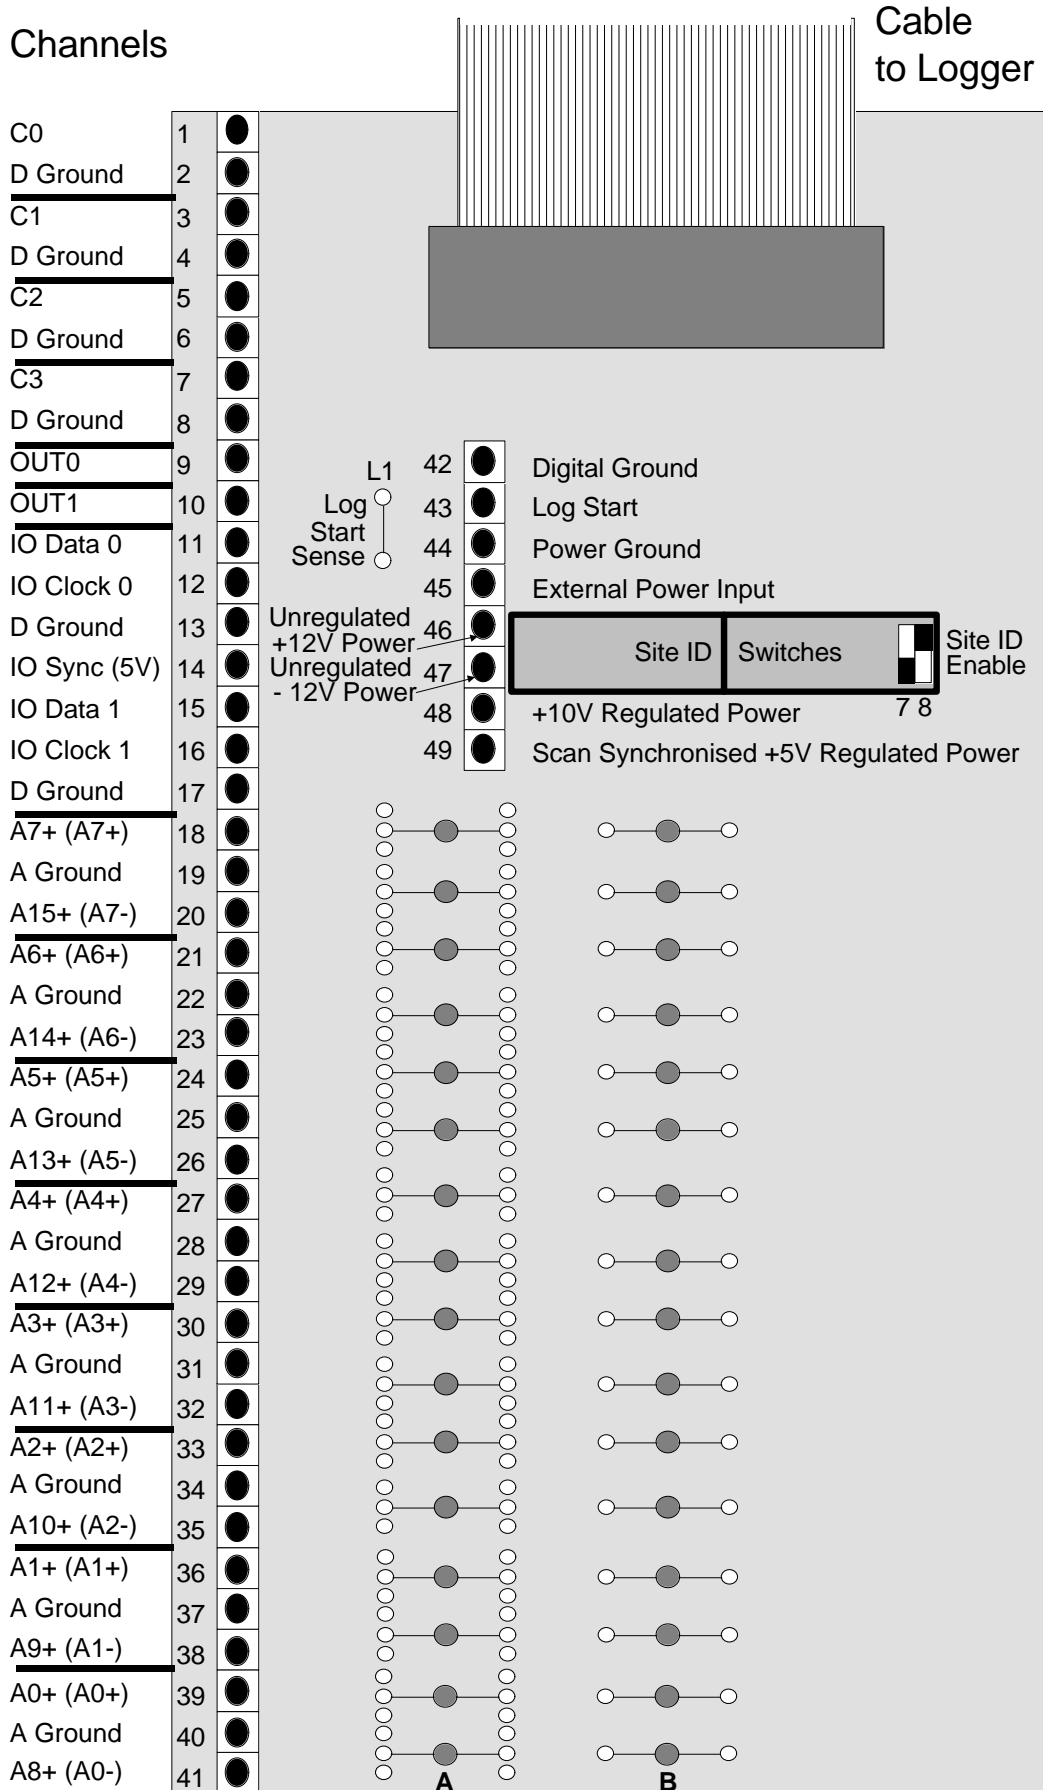 Channels
Cable
to Logger
C0 1
D Ground 2
C1 3
D Ground 4
C2 5
D Ground 6
C3 7
D Ground 8
OUT0 9
OUT1 10
IO Data 0 11
IO Clock 0 12
D Ground 13
IO Sync (5V) 14
IO Data 1 15
IO Clock 1 16
D Ground 17
A7+ (A7+) 18
A Ground 19
A15+ (A7-) 20
A6+ (A6+) 21
A Ground 22
A14+ (A6-) 23
A5+ (A5+) 24
A Ground 25
A13+ (A5-) 26
A4+ (A4+) 27
A Ground 28
A12+ (A4-) 29
A3+ (A3+) 30
A Ground 31
A11+ (A3-) 32
A2+ (A2+) 33
A Ground 34
A10+ (A2-) 35
A1+ (A1+) 36
A Ground 37
A9+ (A1-) 38
A0+ (A0+) 39
A Ground 40
A8+ (A0-) 41
L1
Log
Start
Sense
42 Digital Ground
43 Log Start
44 Power Ground
45 External Power Input
Unregulated
+12V Power
46
Unregulated
- 12V Power
47
Site ID Switches
Site ID
Enable
7 8
48 +10V Regulated Power
49 Scan Synchronised +5V Regulated Power
A B